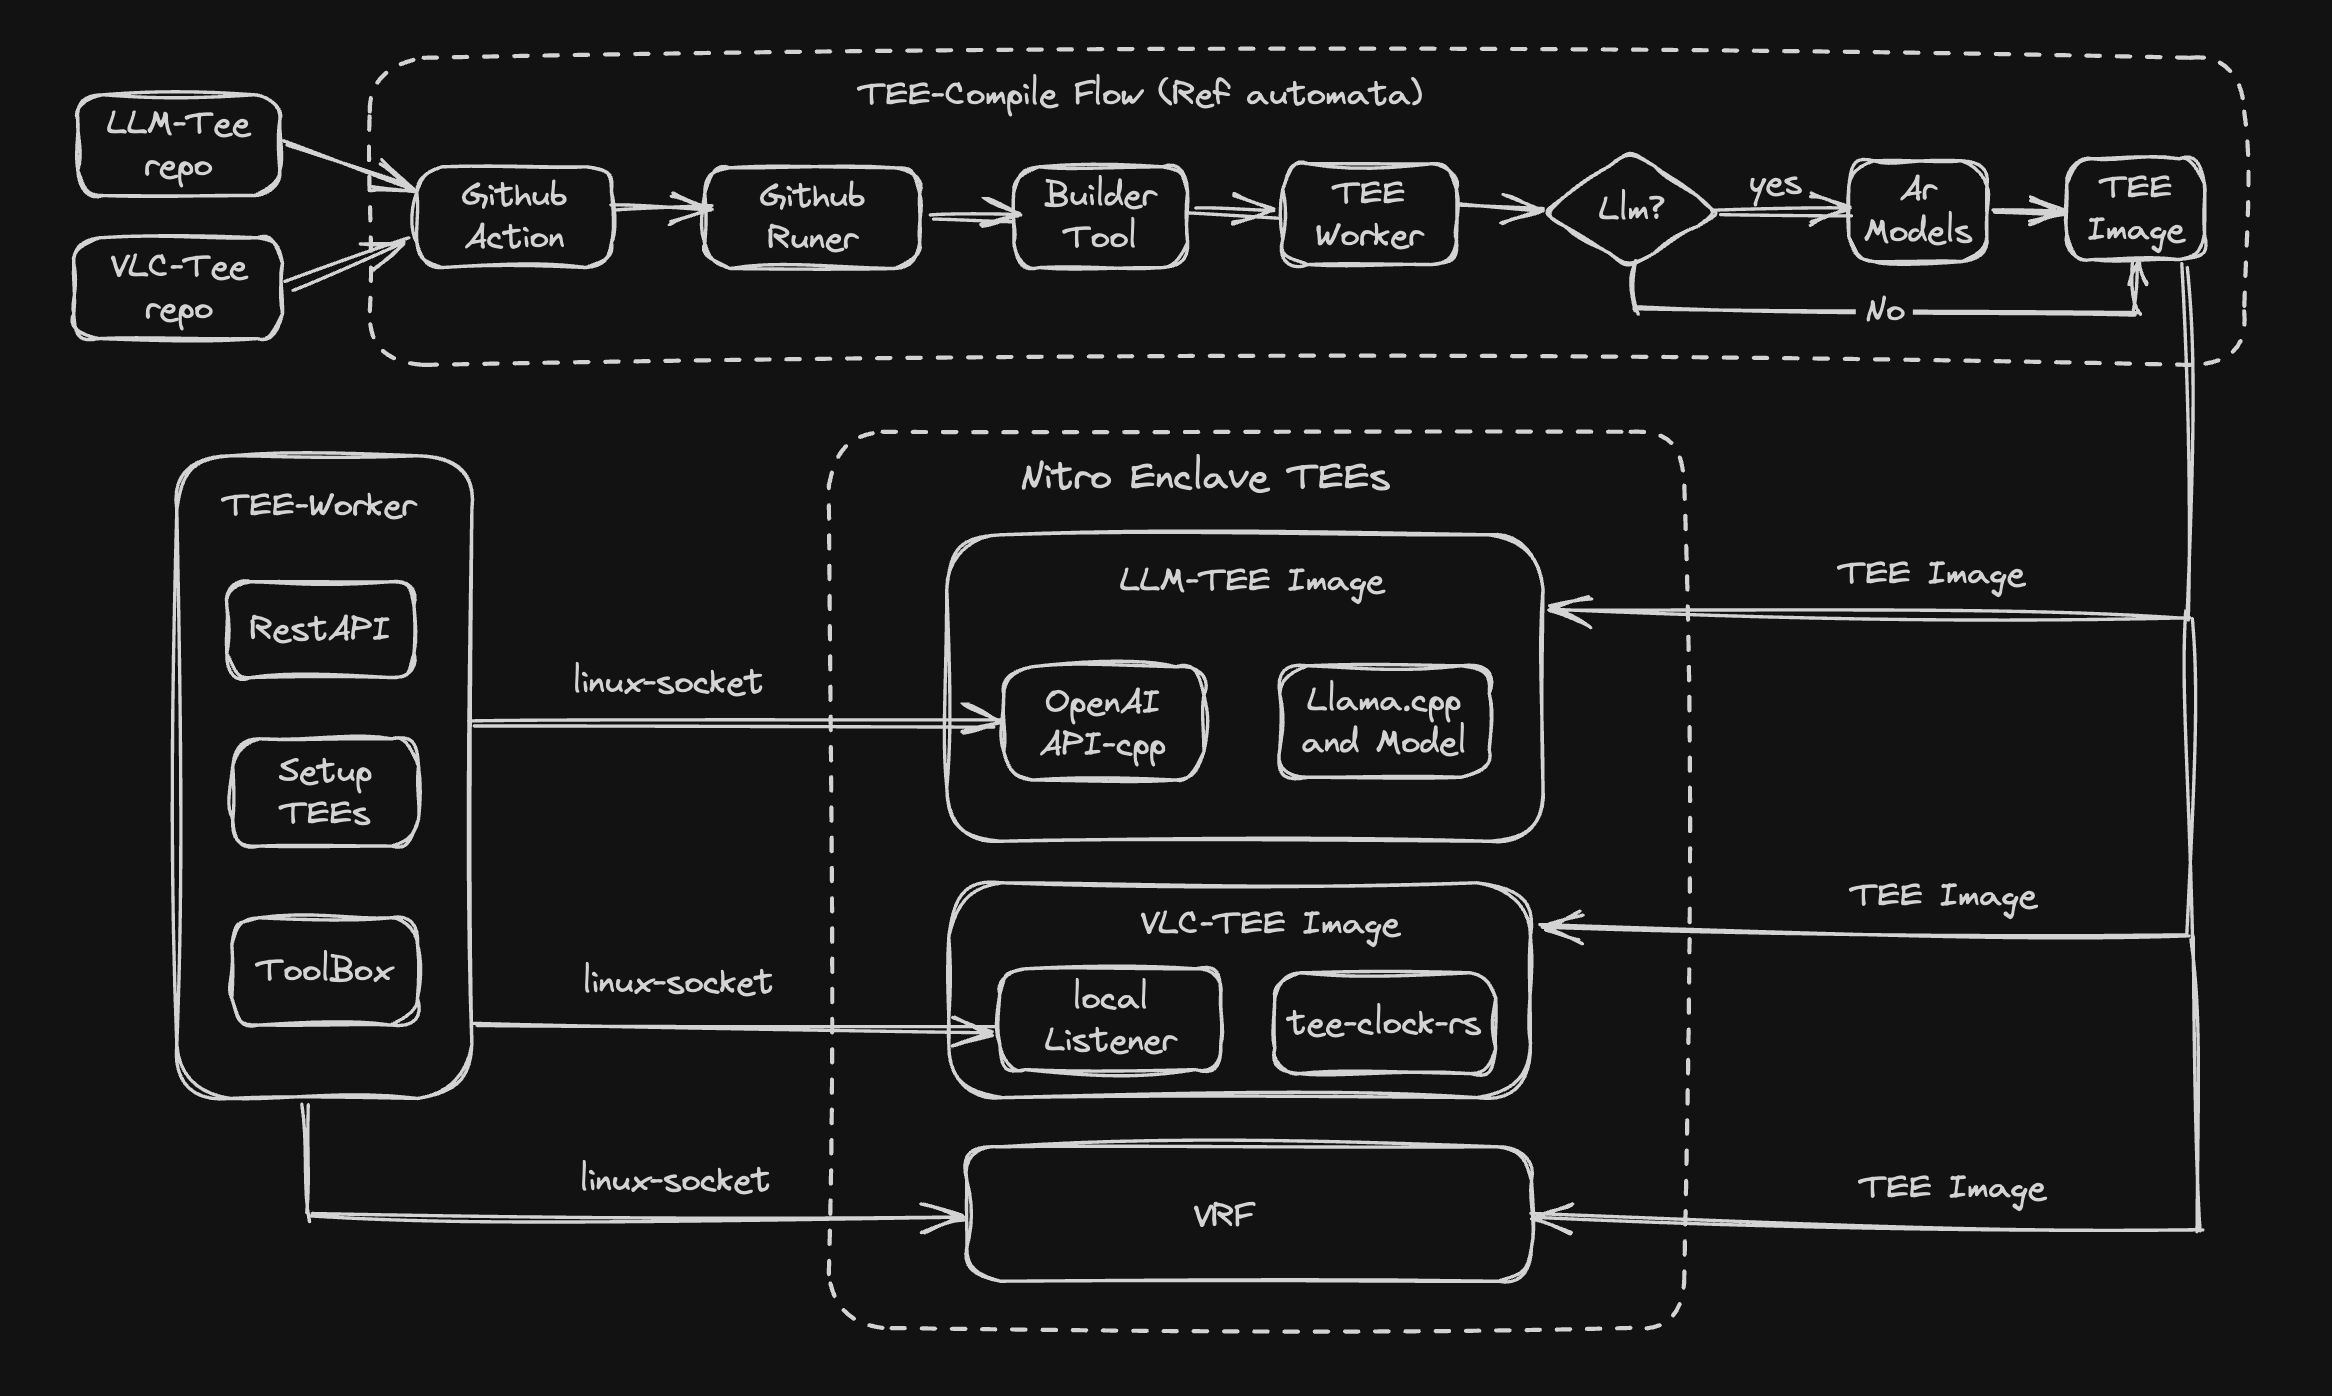 TEE-Compile Flow (Ref automata)
LLM-Tee
repo
VLC-Tee
repo
Github
Action
Github
Runer
Builder
Tool
TEE
Worker
Llm?
yes
Ar
Models
TEE
Image
No
TEE-Worker
RestAPI
Setup
TEEs
ToolBox
linux-socket
linux-socket
linux-socket
Nitro Enclave TEEs
LLM-TEE Image
OpenAI
API-cpp
Llama.cpp
and Model
VLC-TEE Image
local
Listener
tee-clock-rs
VRF
TEE Image
TEE Image
TEE Image